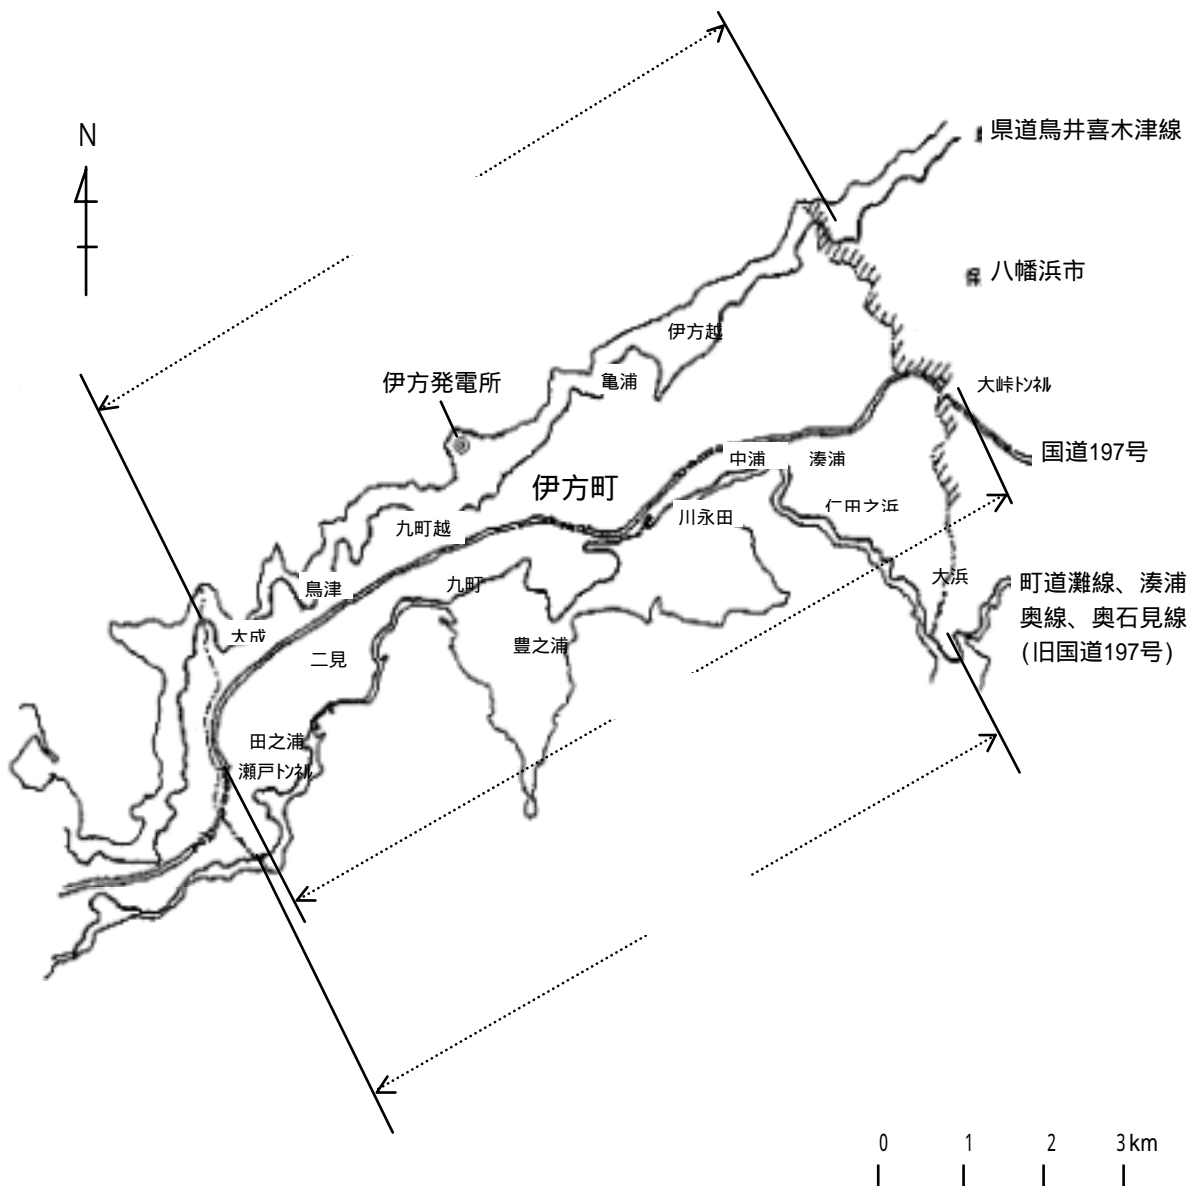 N
県道鳥井喜木津線
八幡浜市
伊方越
伊方発電所
亀浦
大峠トンネル
国道197号
中浦
湊浦
伊方町
仁田之浜
川永田
九町越
大浜
鳥津
九町
町道灘線、湊浦
奥線、奥石見線
(旧国道197号)
大成
豊之浦
二見
田之浦
瀬戸トンネル
0 1 2 3km